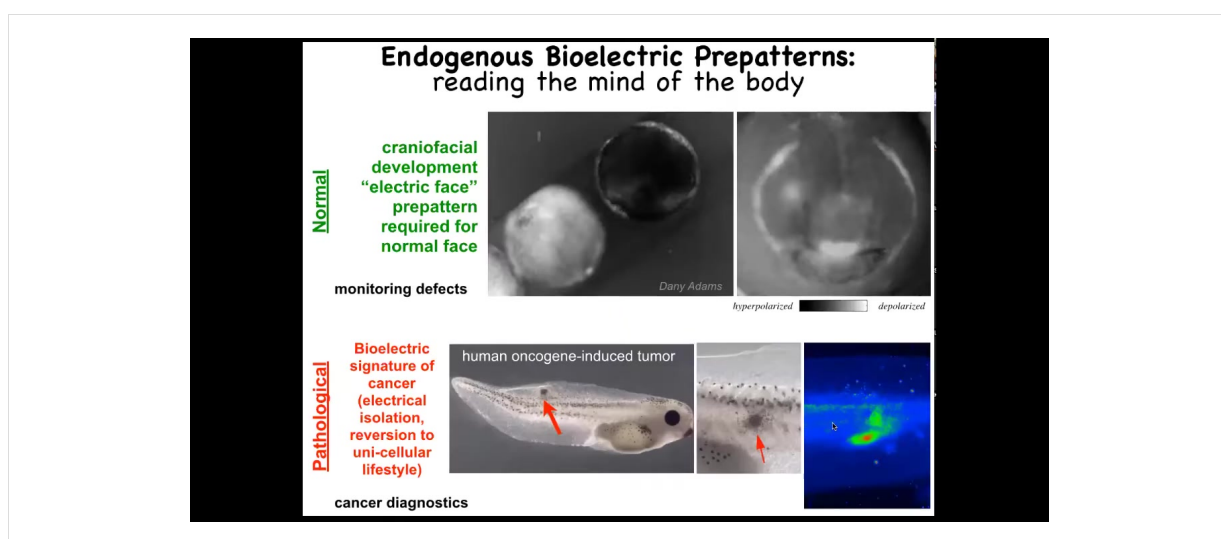 Endogenous Bioelectric Prepatterns:
reading the mind of the body
Normal
craniofacial
development
“electric face”
prepattern
required for
normal face
monitoring defects
Dany Adams
hyperpolarized
depolarized
Pathological
Bioelectric
signature of
cancer
(electrical
isolation,
reversion to
uni-cellular
lifestyle)
cancer diagnostics
human oncogene-induced tumor